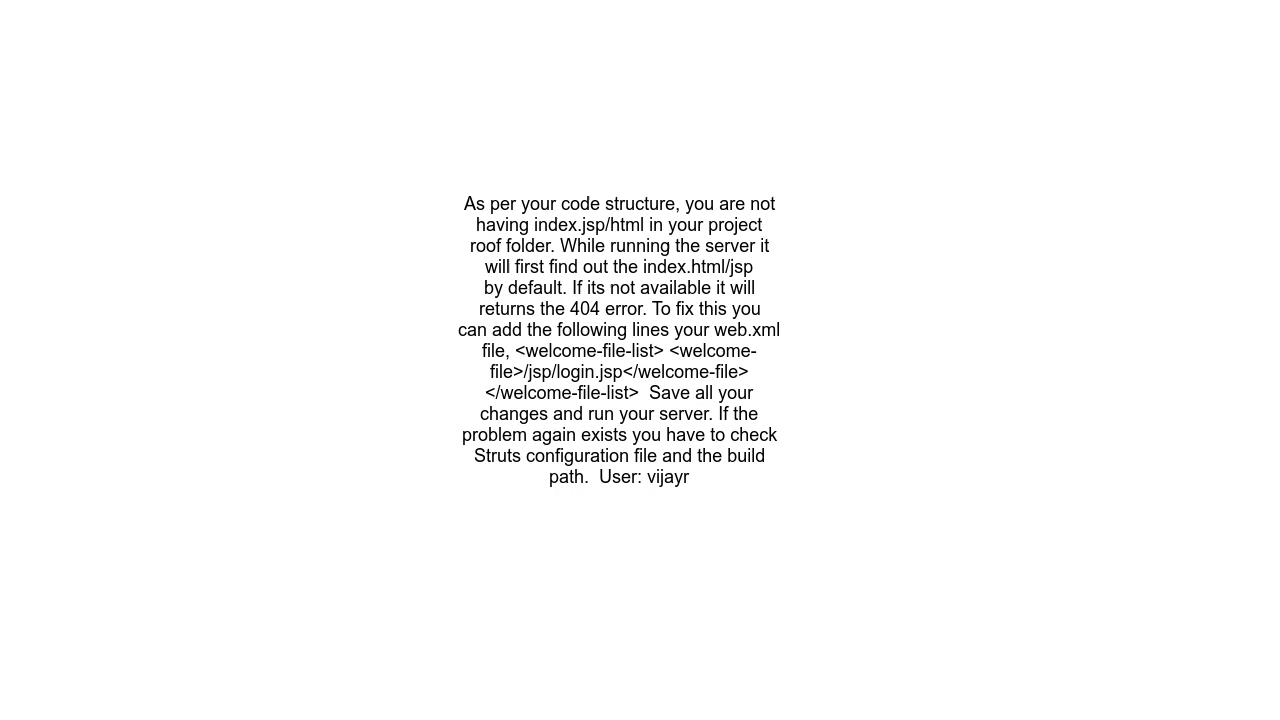 As per your code structure, you are not
having index.jsp/html in your project
roof folder. While running the server it
will first find out the index.html/jsp
by default. If its not available it will
returns the 404 error. To fix this you
can add the following lines your web.xml
file, <welcome-file-list> <welcome-
file>/jsp/login.jsp</welcome-file>
</welcome-file-list>  Save all your
changes and run your server. If the
problem again exists you have to check
Struts configuration file and the build
path.  User: vijayr